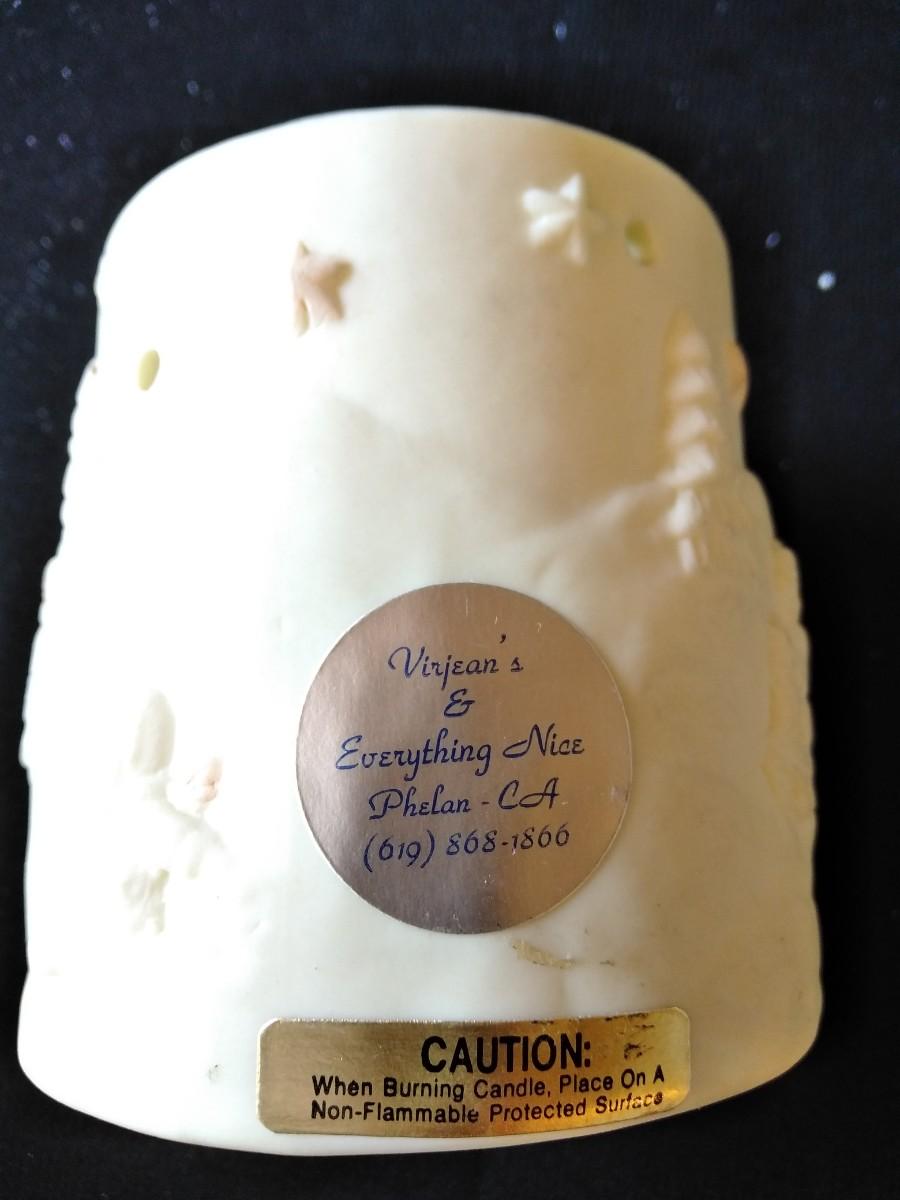 Virjean's
&
Everything Nice
Phelan - CA
(619) 868-1866
CAUTION:
When Burning Candle, Place On A
Non-Flammable Protected Surface